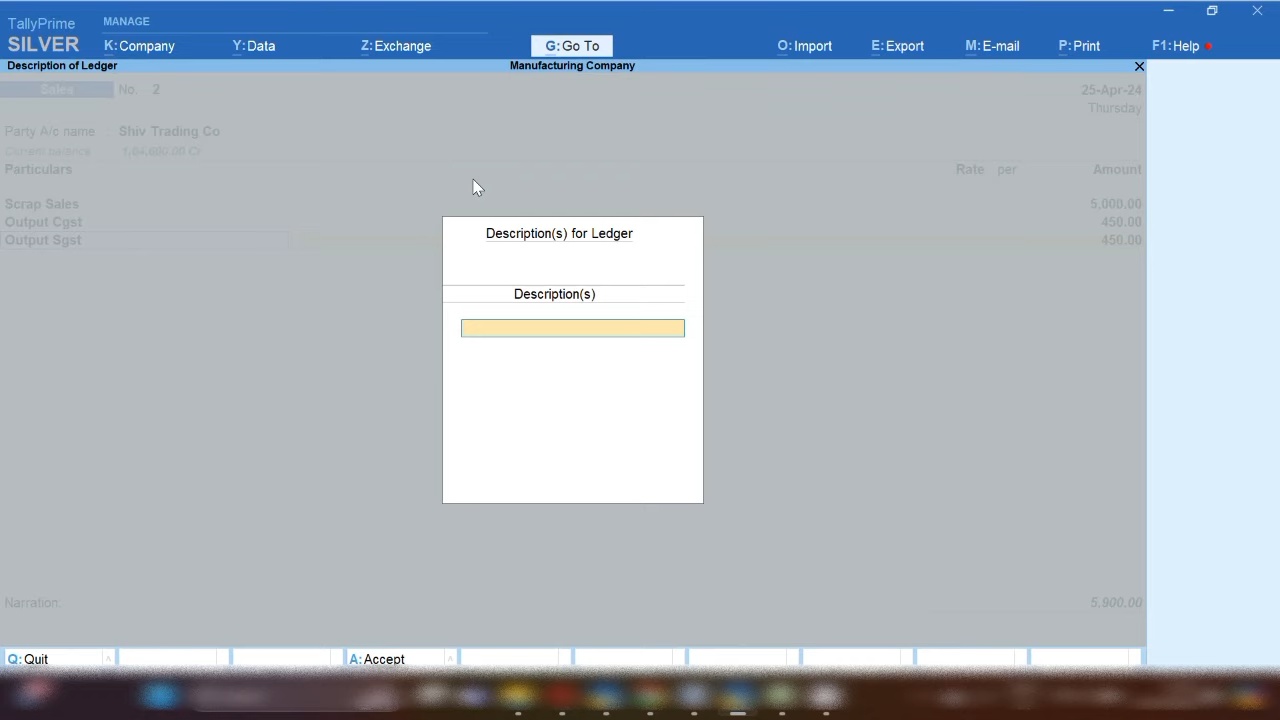 TallyPrime MANAGE
SILVER K:Company Y:Data Z:Exchange G:Go To O:Import E:Export M:E-mail P:Print F1:Help
Description of Ledger Manufacturing Company
Sales No. 2 25-Apr-24
Thursday
Party A/c name : Shiv Trading Co
Current balance
Particulars Rate per Amount
Scrap Sales 5,000.00
Output Cgst 450.00
Output Sgst 450.00
Description(s) for Ledger
Description(s)
Narration: 5,900.00
Q:Quit A:Accept